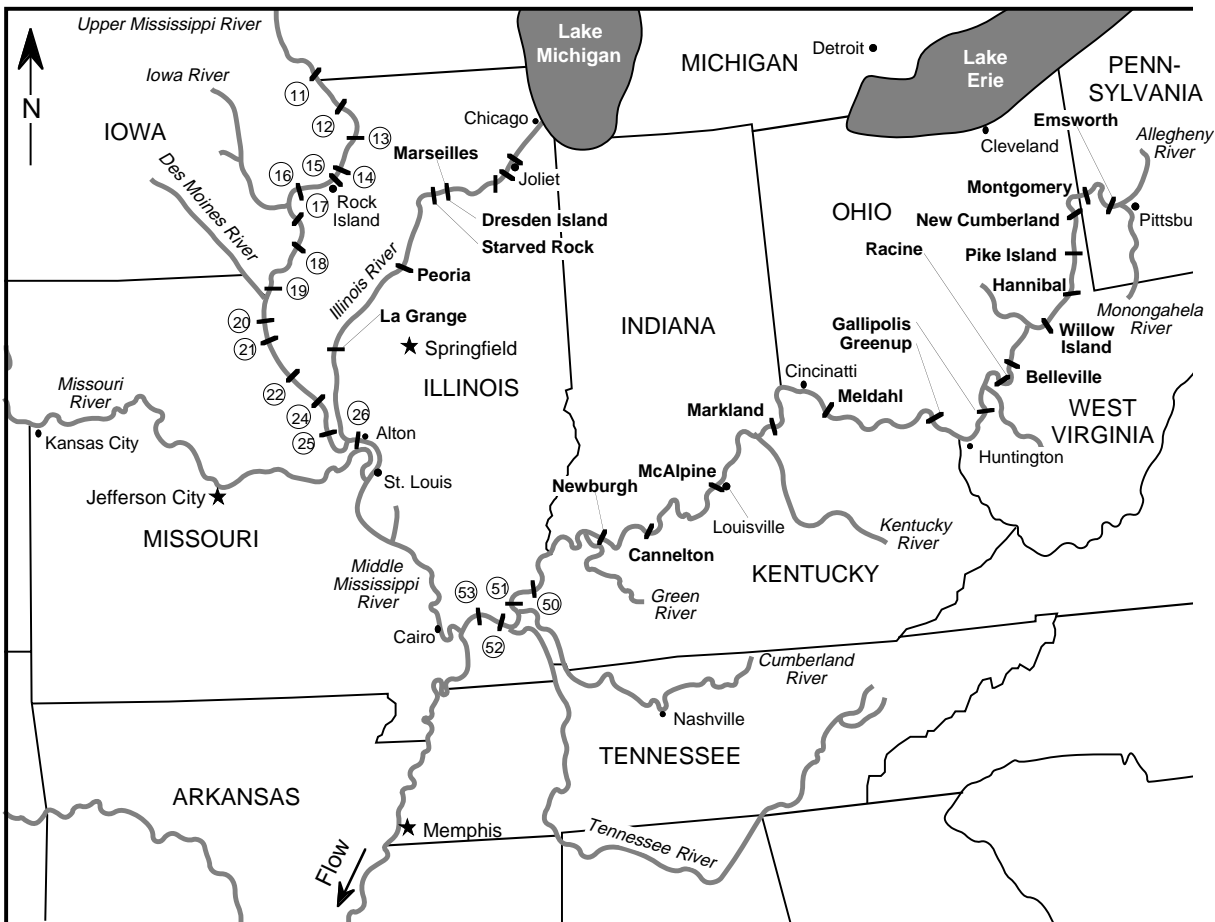 Upper Mississippi River
Lake
Michigan
MICHIGAN
Detroit
Lake
Erie
PENN-
SYLVANIA
Iowa River
N
11
12
13
IOWA
Chicago
Emsworth
Allegheny
River
Cleveland
Des Moines River
16
15
14
17
Rock
Island
Marseilles
Joliet
Montgomery
New Cumberland
Pittsbu
OHIO
Dresden Island
Starved Rock
Racine
Pike Island
18
Illinois River
Peoria
Hannibal
19
Monongahela
River
20
21
La Grange
Springfield
INDIANA
Gallipolis
Greenup
Willow
Island
Missouri
River
22
ILLINOIS
Cincinatti
Belleville
24
26
Alton
Markland
Meldahl
WEST
VIRGINIA
Kansas City
25
Huntington
St. Louis
McAlpine
Newburgh
Jefferson City
Louisville
MISSOURI
Kentucky
River
Cannelton
Middle
Mississippi
River
KENTUCKY
53
51
50
Green
River
Cairo
52
Cumberland
River
Nashville
TENNESSEE
ARKANSAS
Memphis
Tennessee River
Flow